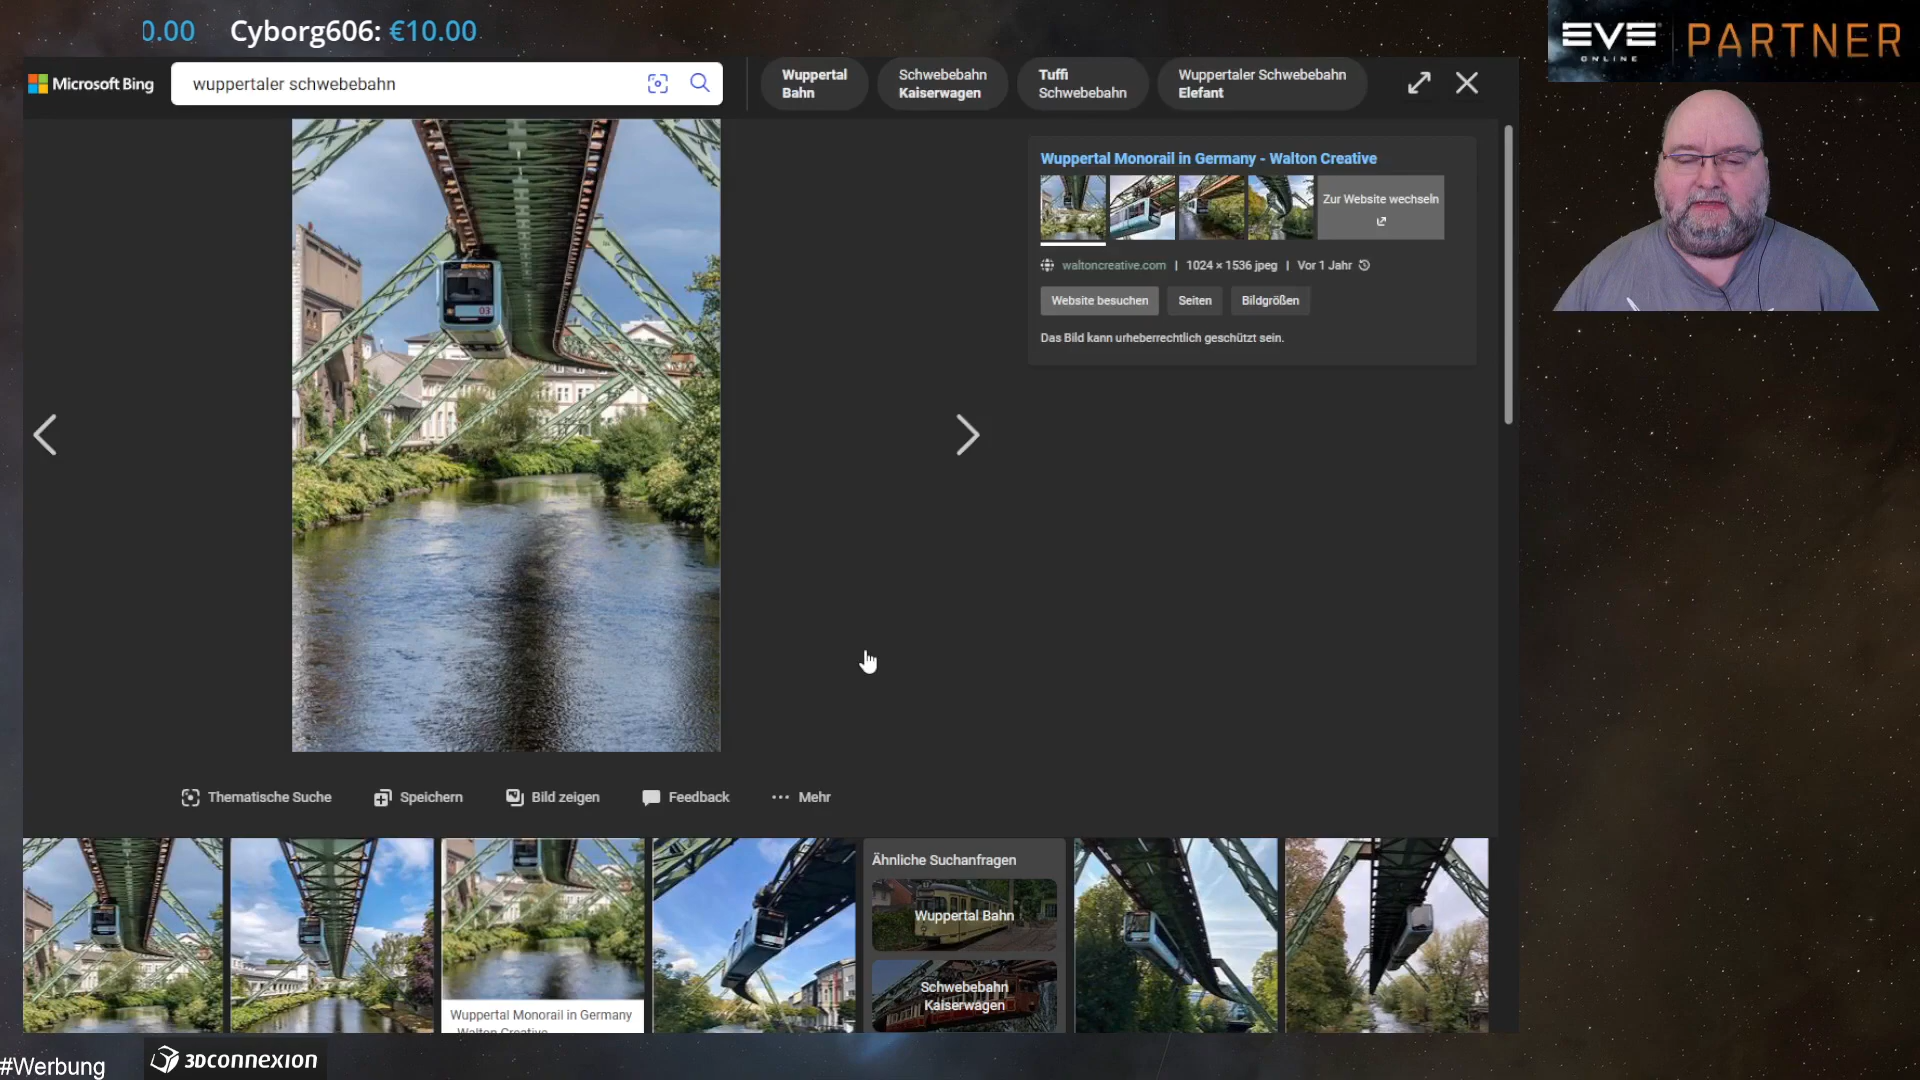 0.00 Cyborg606: €10.00
EVE ONLINE PARTNER
Microsoft Bing
wuppertaler schwebebahn
Wuppertal
Bahn
Schwebebahn
Kaiserwagen
Tuffi
Schwebebahn
Wuppertaler Schwebebahn
Elefant
Wuppertal Monorail in Germany - Walton Creative
Zur Website wechseln
waltoncreative.com | 1024 × 1536 jpeg | Vor 1 Jahr
Website besuchen
Seiten
Bildgrößen
Das Bild kann urheberrechtlich geschützt sein.
03
Thematische Suche
Speichern
Bild zeigen
Feedback
Mehr
Wuppertal Monorail in Germany
- Walton Creative
Ähnliche Suchanfragen
Wuppertal Bahn
Schwebebahn
Kaiserwagen
#Werbung
3Dconnexion